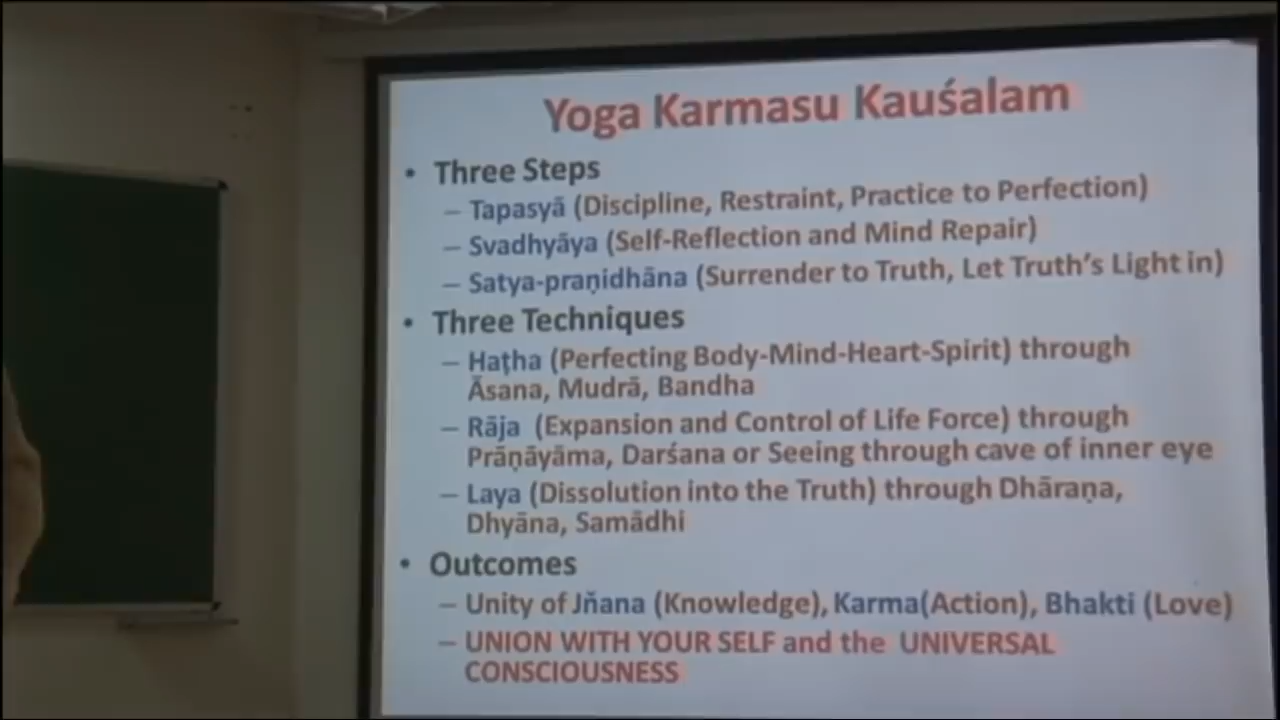 Yoga Karmasu Kauśalam
• Three Steps
– Tapasyā (Discipline, Restraint, Practice to Perfection)
– Svadhyāya (Self-Reflection and Mind Repair)
– Satya-praṇidhāna (Surrender to Truth, Let Truth's Light in)
• Three Techniques
– Haṭha (Perfecting Body-Mind-Heart-Spirit) through
Āsana, Mudrā, Bandha
– Rāja (Expansion and Control of Life Force) through
Prāṇāyāma, Darśana or Seeing through cave of inner eye
– Laya (Dissolution into the Truth) through Dhāraṇa,
Dhyāna, Samādhi
• Outcomes
– Unity of Jñana (Knowledge), Karma(Action), Bhakti (Love)
– UNION WITH YOUR SELF and the UNIVERSAL
CONSCIOUSNESS